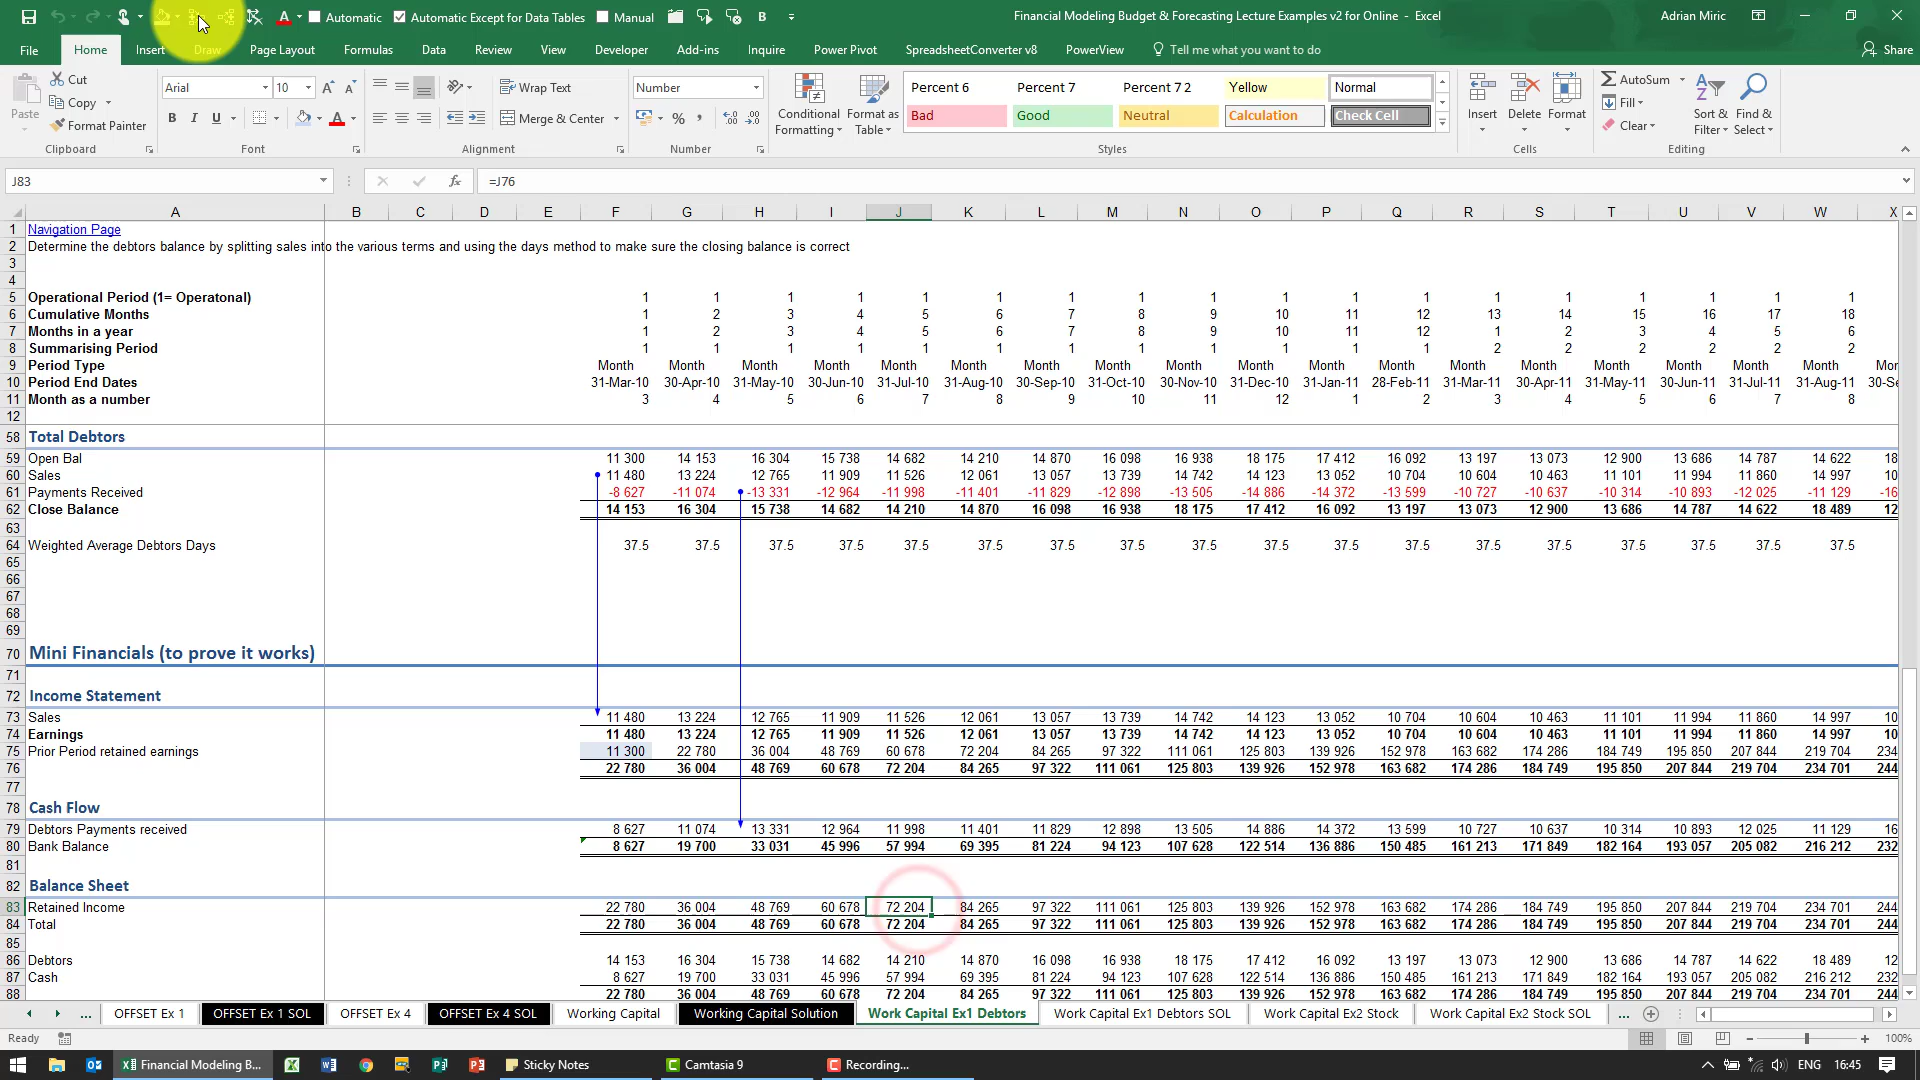 Automatic
Automatic Except for Data Tables
Manual
B
Financial Modeling Budget & Forecasting Lecture Examples v2 for Online - Excel
Adrian Miric
File Home Insert Draw Page Layout Formulas Data Review View Developer Add-ins Inquire Power Pivot SpreadsheetConverter v8 PowerView Tell me what you want to do Share
Paste Cut Copy Format Painter Clipboard
Arial 10 B I U Font
Wrap Text Merge & Center Alignment
Number % Number
Conditional Formatting Format as Table
Percent 6 Percent 7 Percent 7 2 Yellow Normal
Bad Good Neutral Calculation Check Cell
Styles
Insert Delete Format Cells
AutoSum Fill Clear Sort & Filter Find & Select Editing
J83 fx =J76
A B C D E F G H I J K L M N O P Q R S T U V W X
1 Navigation Page
2 Determine the debtors balance by splitting sales into the various terms and using the days method to make sure the closing balance is correct
3
4
5 Operational Period (1= Operatonal) 1 1 1 1 1 1 1 1 1 1 1 1 1 1 1 1 1 1
6 Cumulative Months 1 2 3 4 5 6 7 8 9 10 11 12 13 14 15 16 17 18
7 Months in a year 1 2 3 4 5 6 7 8 9 10 11 12 1 2 3 4 5 6
8 Summarising Period 1 1 1 1 1 1 1 1 1 1 1 1 2 2 2 2 2 2
9 Period Type Month Month Month Month Month Month Month Month Month Month Month Month Month Month Month Month Month Month Mor
10 Period End Dates 31-Mar-10 30-Apr-10 31-May-10 30-Jun-10 31-Jul-10 31-Aug-10 30-Sep-10 31-Oct-10 30-Nov-10 31-Dec-10 31-Jan-11 28-Feb-11 31-Mar-11 30-Apr-11 31-May-11 30-Jun-11 31-Jul-11 31-Aug-11 30-Se
11 Month as a number 3 4 5 6 7 8 9 10 11 12 1 2 3 4 5 6 7 8
12
58 Total Debtors
59 Open Bal 11 300 14 153 16 304 15 738 14 682 14 210 14 870 16 098 16 938 18 175 17 412 16 092 13 197 13 073 12 900 13 686 14 787 14 622 18
60 Sales 11 480 13 224 12 765 11 909 11 526 12 061 13 057 13 739 14 742 14 123 13 052 10 704 10 604 10 463 11 101 11 994 11 860 14 997 10
61 Payments Received -8 627 -11 074 -13 331 -12 964 -11 998 -11 401 -11 829 -12 898 -13 505 -14 886 -14 372 -13 599 -10 727 -10 637 -10 314 -10 893 -12 025 -11 129 -16
62 Close Balance 14 153 16 304 15 738 14 682 14 210 14 870 16 098 16 938 18 175 17 412 16 092 13 197 13 073 12 900 13 686 14 787 14 622 18 489 12
63
64 Weighted Average Debtors Days 37.5 37.5 37.5 37.5 37.5 37.5 37.5 37.5 37.5 37.5 37.5 37.5 37.5 37.5 37.5 37.5 37.5 37.5
65
66
67
68
69
70 Mini Financials (to prove it works)
71
72 Income Statement
73 Sales 11 480 13 224 12 765 11 909 11 526 12 061 13 057 13 739 14 742 14 123 13 052 10 704 10 604 10 463 11 101 11 994 11 860 14 997 10
74 Earnings 11 480 13 224 12 765 11 909 11 526 12 061 13 057 13 739 14 742 14 123 13 052 10 704 10 604 10 463 11 101 11 994 11 860 14 997 10
75 Prior Period retained earnings 11 300 22 780 36 004 48 769 60 678 72 204 84 265 97 322 111 061 125 803 139 926 152 978 163 682 174 286 184 749 195 850 207 844 219 704 234
76 22 780 36 004 48 769 60 678 72 204 84 265 97 322 111 061 125 803 139 926 152 978 163 682 174 286 184 749 195 850 207 844 219 704 234 701 244
77
78 Cash Flow
79 Debtors Payments received 8 627 11 074 13 331 12 964 11 998 11 401 11 829 12 898 13 505 14 886 14 372 13 599 10 727 10 637 10 314 10 893 12 025 11 129 16
80 Bank Balance 8 627 19 700 33 031 45 996 57 994 69 395 81 224 94 123 107 628 122 514 136 886 150 485 161 213 171 849 182 164 193 057 205 082 216 212 232
81
82 Balance Sheet
83 Retained Income 22 780 36 004 48 769 60 678 72 204 84 265 97 322 111 061 125 803 139 926 152 978 163 682 174 286 184 749 195 850 207 844 219 704 234 701 244
84 Total 22 780 36 004 48 769 60 678 72 204 84 265 97 322 111 061 125 803 139 926 152 978 163 682 174 286 184 749 195 850 207 844 219 704 234 701 244
85
86 Debtors 14 153 16 304 15 738 14 682 14 210 14 870 16 098 16 938 18 175 17 412 16 092 13 197 13 073 12 900 13 686 14 787 14 622 18 489 12
87 Cash 8 627 19 700 33 031 45 996 57 994 69 395 81 224 94 123 107 628 122 514 136 886 150 485 161 213 171 849 182 164 193 057 205 082 216 212 232
88 22 780 36 004 48 769 60 678 72 204 84 265 97 322 111 061 125 803 139 926 152 978 163 682 174 286 184 749 195 850 207 844 219 704 234 701 244
... OFFSET Ex 1 OFFSET Ex 1 SOL OFFSET Ex 4 OFFSET Ex 4 SOL Working Capital Working Capital Solution Work Capital Ex1 Debtors Work Capital Ex1 Debtors SOL Work Capital Ex2 Stock Work Capital Ex2 Stock SOL ...
Ready 100%
Financial Modeling B... Sticky Notes Camtasia 9 Recording... ENG 16:45